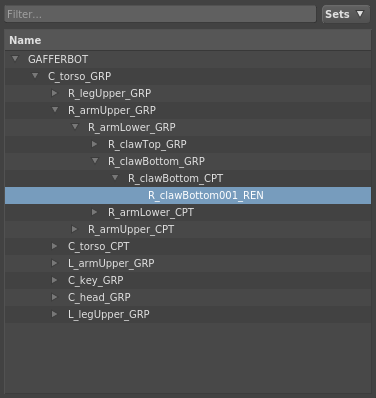 Filter... Sets
Name
GAFFERBOT
C_torso_GRP
R_legUpper_GRP
R_armUpper_GRP
R_armLower_GRP
R_clawTop_GRP
R_clawBottom_GRP
R_clawBottom_CPT
R_clawBottom001_REN
R_armLower_CPT
R_armUpper_CPT
C_torso_CPT
L_armUpper_GRP
C_key_GRP
C_head_GRP
L_legUpper_GRP